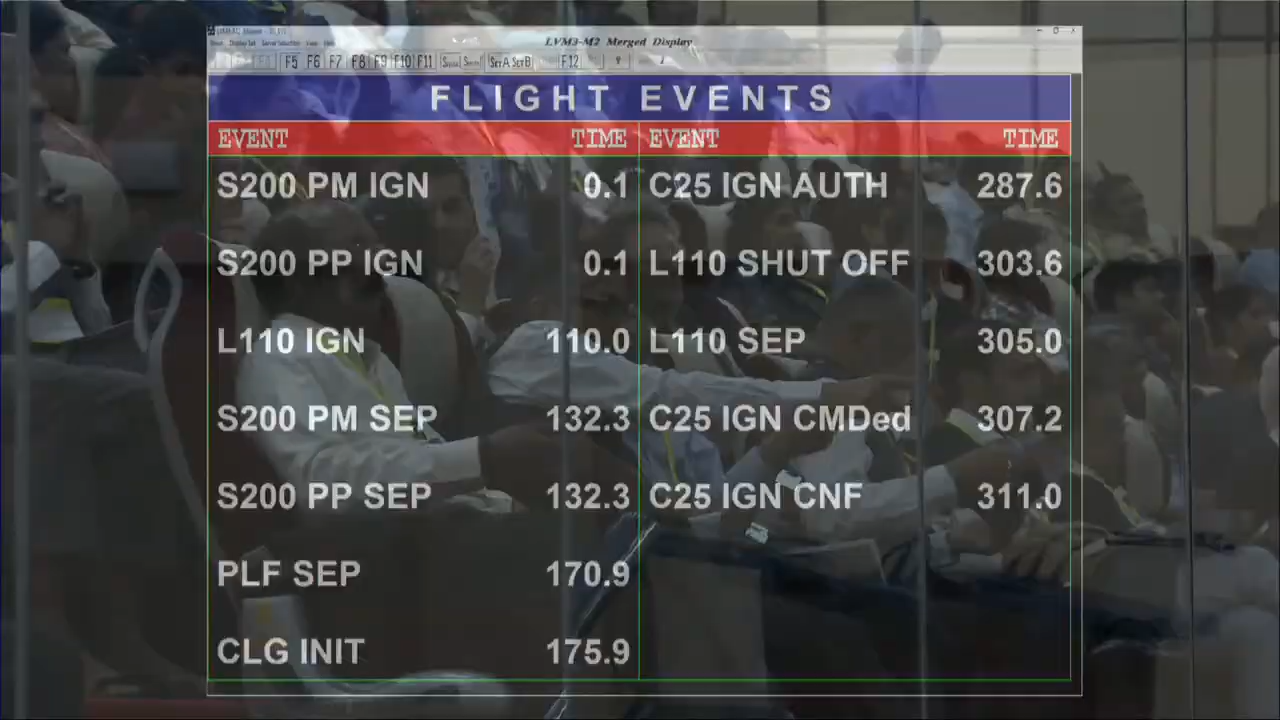 LVM3-M2 Merged Display
F5 F6 F7 F8 F9 F10 F11 SETA SETB F12
FLIGHT EVENTS
EVENT TIME EVENT TIME
S200 PM IGN 0.1 C25 IGN AUTH 287.6
S200 PP IGN 0.1 L110 SHUT OFF 303.6
L110 IGN 110.0 L110 SEP 305.0
S200 PM SEP 132.3 C25 IGN CMDed 307.2
S200 PP SEP 132.3 C25 IGN CNF 311.0
PLF SEP 170.9
CLG INIT 175.9